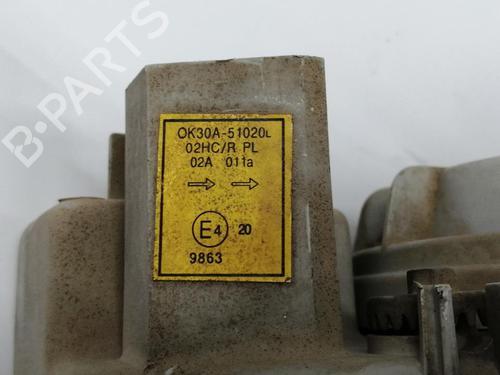 OK30A-51020L
02HC/R PL
02A 011a
→ →
E4 20
9863
B-PARTS